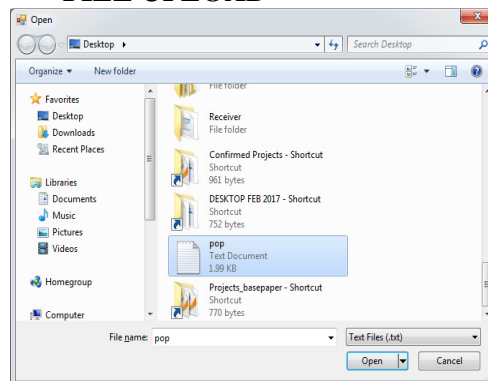 FILE UPLOAD
Open
Desktop
Search Desktop
Organize
New folder
Favorites
Desktop
Downloads
Recent Places
Libraries
Documents
Music
Pictures
Videos
Homegroup
Computer
File folder
Receiver
File folder
Confirmed Projects - Shortcut
Shortcut
961 bytes
DESKTOP FEB 2017 - Shortcut
Shortcut
752 bytes
pop
Text Document
1.99 KB
Projects_basepaper - Shortcut
Shortcut
770 bytes
File name: pop
Text Files (.txt)
Open
Cancel